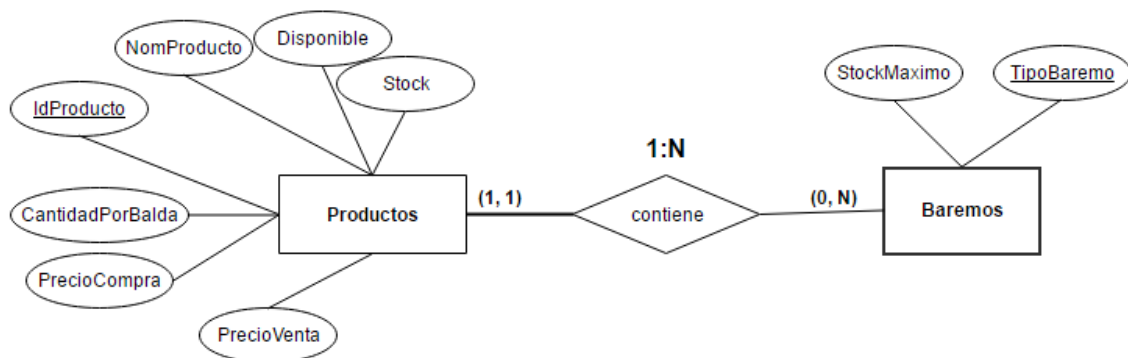 Disponible
NomProducto
Stock
StockMaximo
TipoBaremo
IdProducto
1:N
CantidadPorBalda
Productos
(1, 1)
contiene
(0, N)
Baremos
PrecioCompra
PrecioVenta